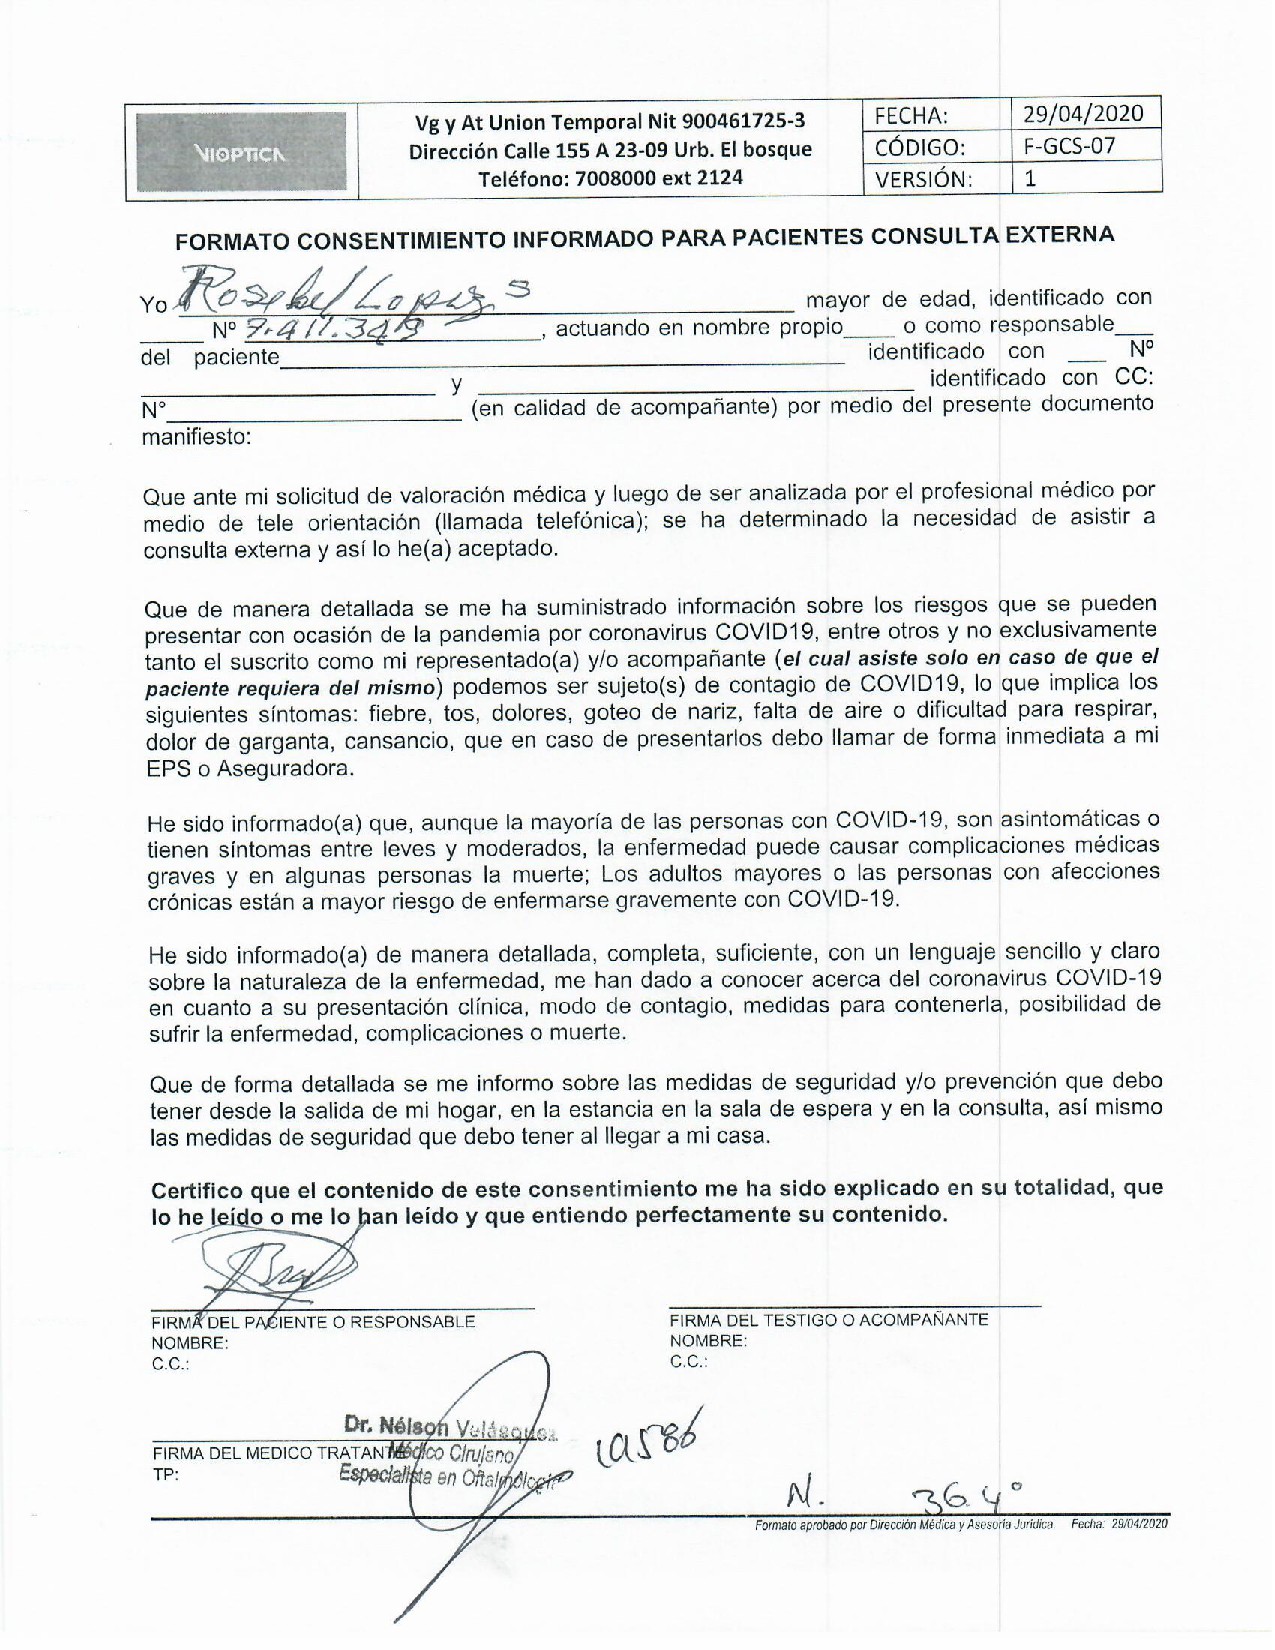 VIOPTICA
Vg y At Union Temporal Nit 900461725-3
Dirección Calle 155 A 23-09 Urb. El bosque
Teléfono: 7008000 ext 2124
FECHA: 29/04/2020
CÓDIGO: F-GCS-07
VERSIÓN: 1
FORMATO CONSENTIMIENTO INFORMADO PARA PACIENTES CONSULTA EXTERNA
Yo Rosebel Lopez S mayor de edad, identificado con
Nº , actuando en nombre propio____ o como responsable___
del paciente________ identificado con ___ Nº
________ y ________ identificado con CC:
N°________ (en calidad de acompañante) por medio del presente documento
manifiesto:
Que ante mi solicitud de valoración médica y luego de ser analizada por el profesional médico por
medio de tele orientación (llamada telefónica); se ha determinado la necesidad de asistir a
consulta externa y así lo he(a) aceptado.
Que de manera detallada se me ha suministrado información sobre los riesgos que se pueden
presentar con ocasión de la pandemia por coronavirus COVID19, entre otros y no exclusivamente
tanto el suscrito como mi representado(a) y/o acompañante (el cual asiste solo en caso de que el
paciente requiera del mismo) podemos ser sujeto(s) de contagio de COVID19, lo que implica los
siguientes síntomas: fiebre, tos, dolores, goteo de nariz, falta de aire o dificultad para respirar,
dolor de garganta, cansancio, que en caso de presentarlos debo llamar de forma inmediata a mi
EPS o Aseguradora.
He sido informado(a) que, aunque la mayoría de las personas con COVID-19, son asintomáticas o
tienen síntomas entre leves y moderados, la enfermedad puede causar complicaciones médicas
graves y en algunas personas la muerte; Los adultos mayores o las personas con afecciones
crónicas están a mayor riesgo de enfermarse gravemente con COVID-19.
He sido informado(a) de manera detallada, completa, suficiente, con un lenguaje sencillo y claro
sobre la naturaleza de la enfermedad, me han dado a conocer acerca del coronavirus COVID-19
en cuanto a su presentación clínica, modo de contagio, medidas para contenerla, posibilidad de
sufrir la enfermedad, complicaciones o muerte.
Que de forma detallada se me informo sobre las medidas de seguridad y/o prevención que debo
tener desde la salida de mi hogar, en la estancia en la sala de espera y en la consulta, así mismo
las medidas de seguridad que debo tener al llegar a mi casa.
Certifico que el contenido de este consentimiento me ha sido explicado en su totalidad, que
lo he leído o me lo han leído y que entiendo perfectamente su contenido.
FIRMA DEL PACIENTE O RESPONSABLE
NOMBRE:
C.C.:
FIRMA DEL TESTIGO O ACOMPAÑANTE
NOMBRE:
C.C.:
Dr. Nélson Velásquez
FIRMA DEL MEDICO TRATANTE Médico Cirujano
TP: Especialista en Oftalmología
N. 36.4°
Formato aprobado por Dirección Médica y Asesoría Jurídica Fecha: 29/04/2020